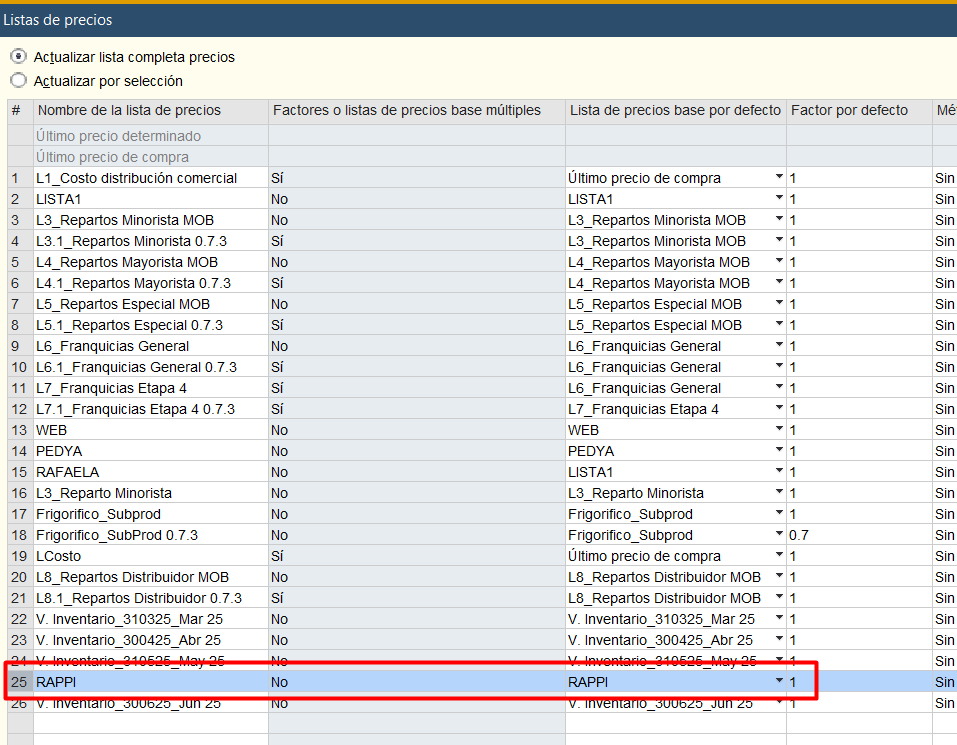 Listas de precios
Actualizar lista completa precios
Actualizar por selección
# Nombre de la lista de precios Factores o listas de precios base múltiples Lista de precios base por defecto Factor por defecto Mé
Último precio determinado
Último precio de compra
1 L1_Costo distribución comercial Sí Último precio de compra 1 Sin
2 LISTA1 No LISTA1 1 Sin
3 L3_Repartos Minorista MOB No L3_Repartos Minorista MOB 1 Sin
4 L3.1_Repartos Minorista 0.7.3 Sí L3_Repartos Minorista MOB 1 Sin
5 L4_Repartos Mayorista MOB No L4_Repartos Mayorista MOB 1 Sin
6 L4.1_Repartos Mayorista 0.7.3 Sí L4_Repartos Mayorista MOB 1 Sin
7 L5_Repartos Especial MOB No L5_Repartos Especial MOB 1 Sin
8 L5.1_Repartos Especial 0.7.3 Sí L5_Repartos Especial MOB 1 Sin
9 L6_Franquicias General No L6_Franquicias General 1 Sin
10 L6.1_Franquicias General 0.7.3 Sí L6_Franquicias General 1 Sin
11 L7_Franquicias Etapa 4 Sí L6_Franquicias General 1 Sin
12 L7.1_Franquicias Etapa 4 0.7.3 Sí L7_Franquicias Etapa 4 1 Sin
13 WEB No WEB 1 Sin
14 PEDYA No PEDYA 1 Sin
15 RAFAELA No LISTA1 1 Sin
16 L3_Reparto Minorista No L3_Reparto Minorista 1 Sin
17 Frigorifico_Subprod No Frigorifico_Subprod 1 Sin
18 Frigorifico_SubProd 0.7.3 No Frigorifico_Subprod 0.7 Sin
19 LCosto Sí Último precio de compra 1 Sin
20 L8_Repartos Distribuidor MOB No L8_Repartos Distribuidor MOB 1 Sin
21 L8.1_Repartos Distribuidor 0.7.3 Sí L8_Repartos Distribuidor MOB 1 Sin
22 V. Inventario_310325_Mar 25 No V. Inventario_310325_Mar 25 1 Sin
23 V. Inventario_300425_Abr 25 No V. Inventario_300425_Abr 25 1 Sin
24 V. Inventario_310525_May 25 No V. Inventario_310525_May 25 1 Sin
25 RAPPI No RAPPI 1 Sin
26 V. Inventario_300625_Jun 25 No V. Inventario_300625_Jun 25 1 Sin